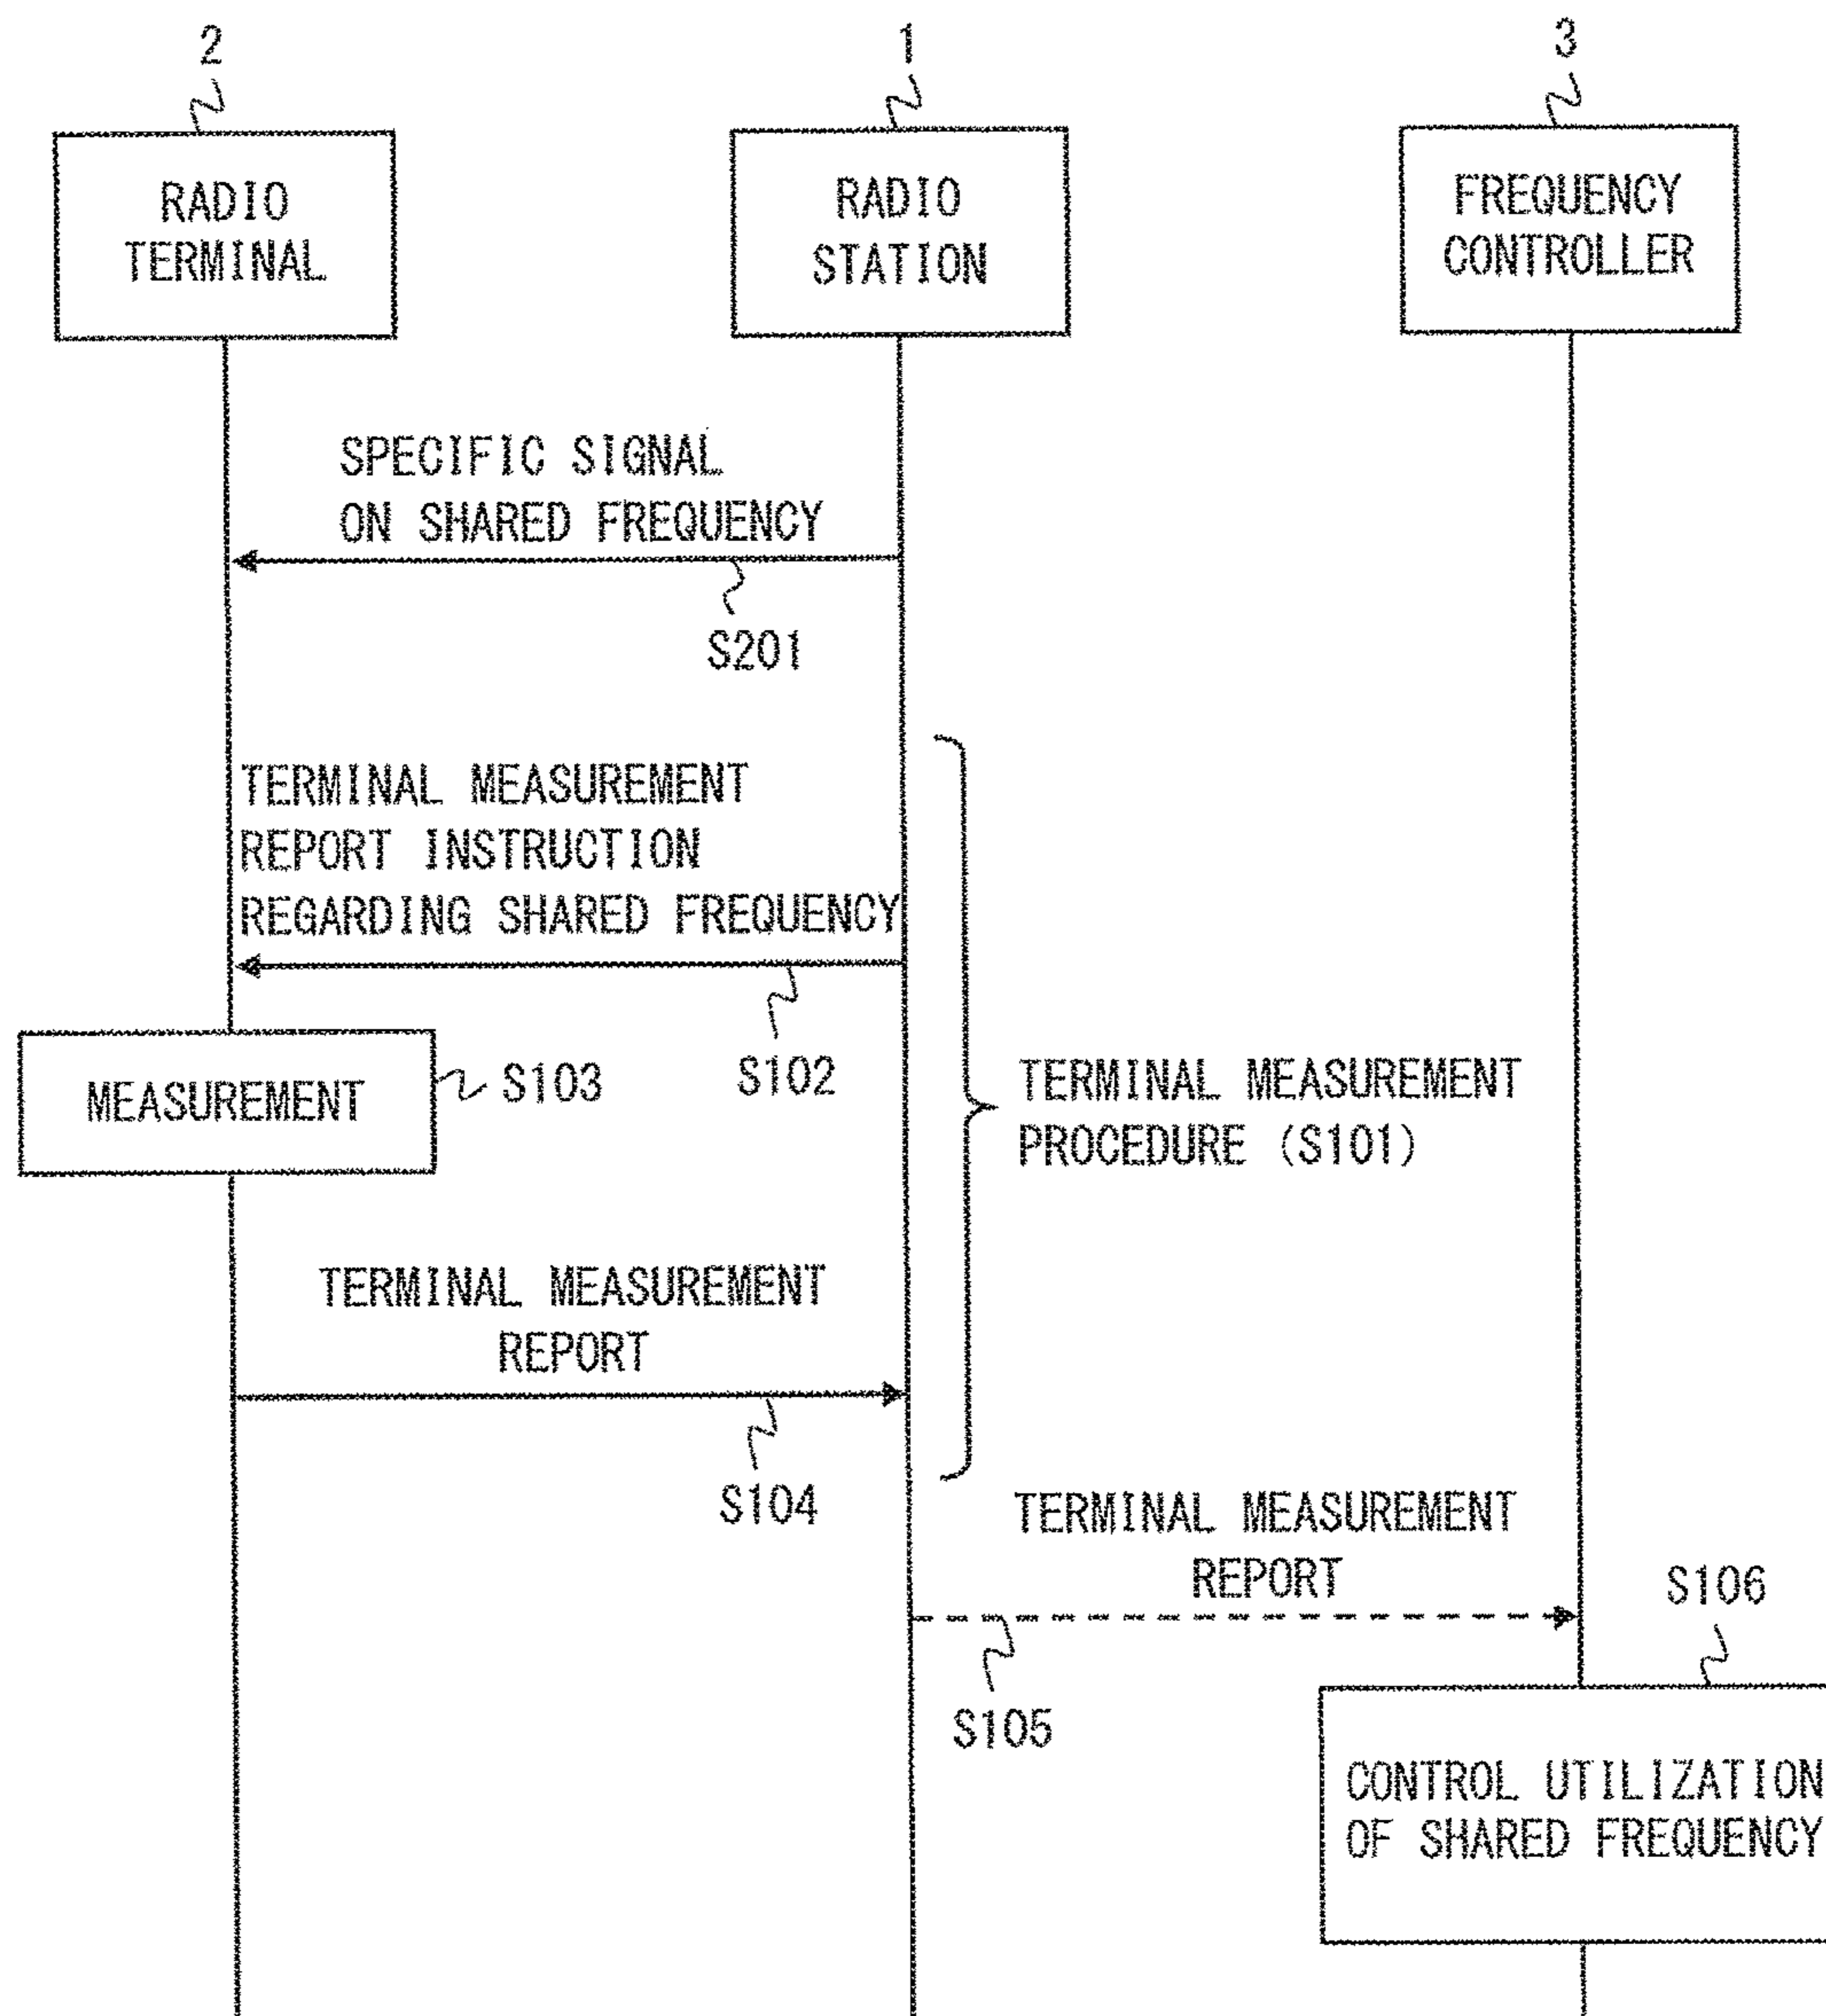 2
1
3
RADIO
TERMINAL
RADIO
STATION
FREQUENCY
CONTROLLER
SPECIFIC SIGNAL
ON SHARED FREQUENCY
S201
TERMINAL MEASUREMENT
REPORT INSTRUCTION
REGARDING SHARED FREQUENCY
S102
MEASUREMENT
S103
TERMINAL MEASUREMENT
PROCEDURE (S101)
TERMINAL MEASUREMENT
REPORT
S104
TERMINAL MEASUREMENT
REPORT
S105
S106
CONTROL UTILIZATION
OF SHARED FREQUENCY